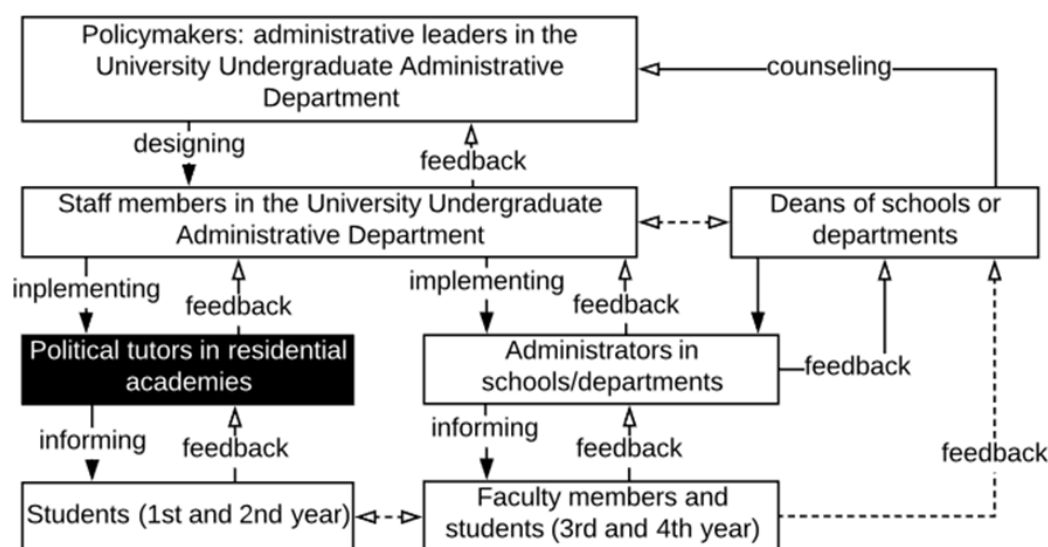 Policymakers: administrative leaders in the
University Undergraduate Administrative
Department
counseling
designing
feedback
Staff members in the University Undergraduate
Administrative Department
Deans of schools or
departments
inplementing
feedback
implementing
feedback
Political tutors in residential
academies
Administrators in
schools/departments
feedback
informing
feedback
informing
feedback
feedback
Students (1st and 2nd year)
Faculty members and
students (3rd and 4th year)